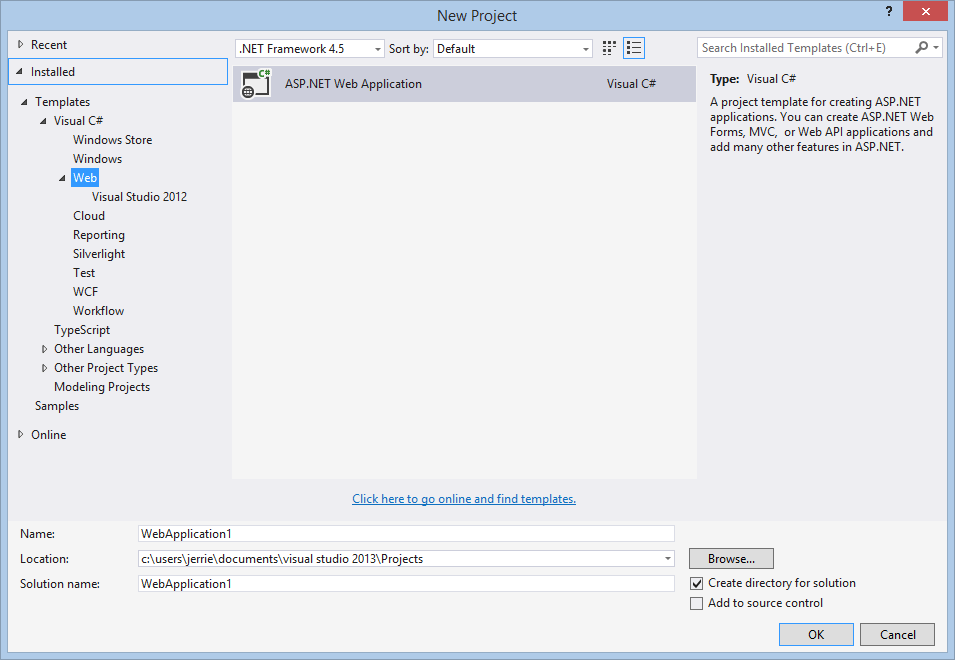 New Project
?
Recent
Installed
Templates
Visual C#
Windows Store
Windows
Web
Visual Studio 2012
Cloud
Reporting
Silverlight
Test
WCF
Workflow
TypeScript
Other Languages
Other Project Types
Modeling Projects
Samples
Online
.NET Framework 4.5 Sort by: Default
C# ASP.NET Web Application Visual C#
Click here to go online and find templates.
Search Installed Templates (Ctrl+E)
Type: Visual C#
A project template for creating ASP.NET
applications. You can create ASP.NET Web
Forms, MVC,  or Web API applications and
add many other features in ASP.NET.
Name: WebApplication1
Location: c:\users\jerrie\documents\visual studio 2013\Projects Browse...
Solution name: WebApplication1 Create directory for solution
Add to source control
OK Cancel